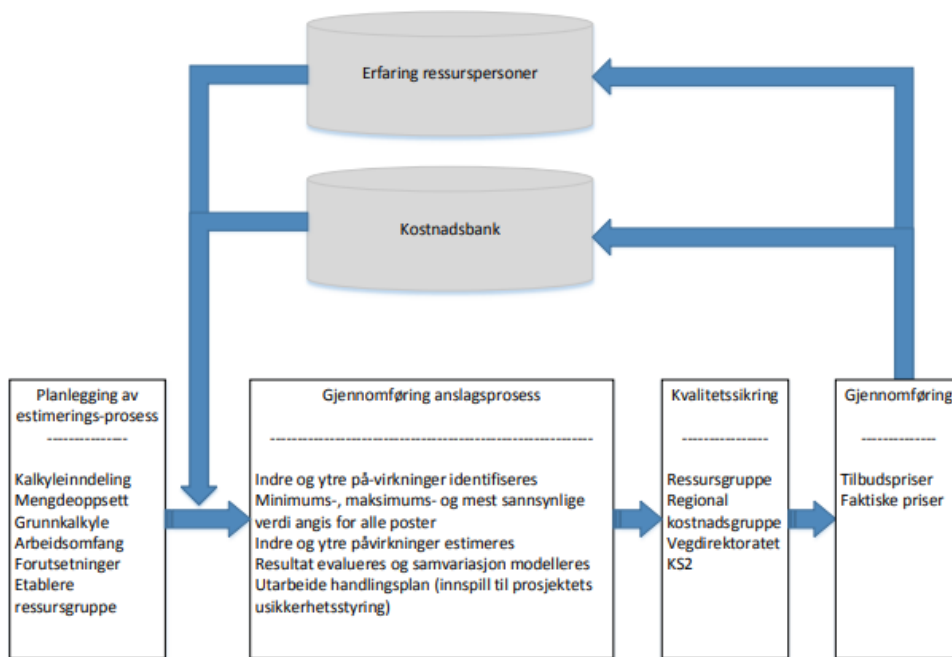 Erfaring ressurspersoner
Kostnadsbank
Planlegging av
estimerings-prosess
---------------
Kalkyleinndeling
Mengdeoppsett
Grunnkalkyle
Arbeidsomfang
Forutsetninger
Etablere
ressursgruppe
Gjennomføring anslagsprosess
------------------------------------------------------------
Indre og ytre på-virkninger identifiseres
Minimums-, maksimums- og mest sannsynlige
verdi angis for alle poster
Indre og ytre påvirkninger estimeres
Resultat evalueres og samvariasjon modelleres
Utarbeide handlingsplan (innspill til prosjektets
usikkerhetsstyring)
Kvalitetssikring
----------------
Ressursgruppe
Regional
kostnadsgruppe
Vegdirektoratet
KS2
Gjennomføring
--------------
Tilbudspriser
Faktiske priser